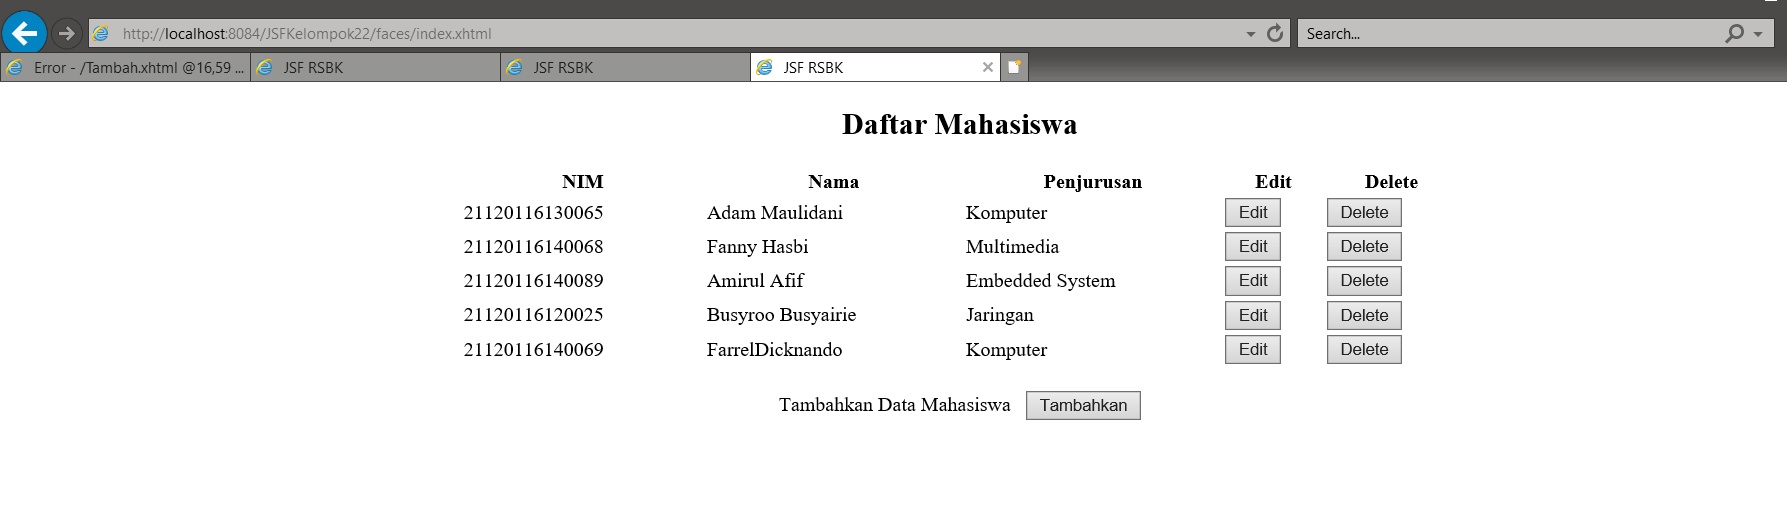 http://localhost:8084/JSFKelompok22/faces/index.xhtml Search...
Error - /Tambah.xhtml @16,59 ... JSF RSBK JSF RSBK JSF RSBK
Daftar Mahasiswa
NIM Nama Penjurusan Edit Delete
21120116130065 Adam Maulidani Komputer Edit Delete
21120116140068 Fanny Hasbi Multimedia Edit Delete
21120116140089 Amirul Afif Embedded System Edit Delete
21120116120025 Busyroo Busyairie Jaringan Edit Delete
21120116140069 FarrelDicknando Komputer Edit Delete
Tambahkan Data Mahasiswa Tambahkan